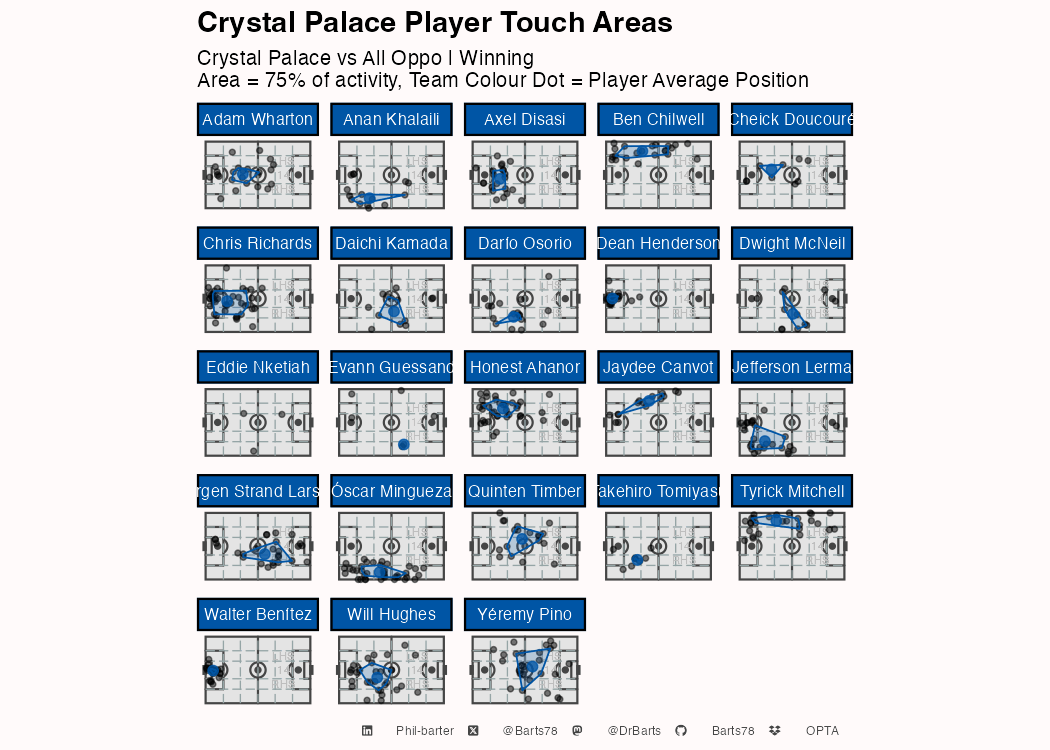 Crystal Palace Player Touch Areas
Crystal Palace vs All Oppo | Winning
Area = 75% of activity, Team Colour Dot = Player Average Position
Adam Wharton
Anan Khalaili
Axel Disasi
Ben Chilwell
Cheick Doucouré
Chris Richards
Daichi Kamada
Darío Osorio
Dean Henderson
Dwight McNeil
Eddie Nketiah
Evann Guessand
Honest Ahanor
Jaydee Canvot
Jefferson Lerma
rgen Strand Lars
Óscar Mingueza
Quinten Timber
Takehiro Tomiyasu
Tyrick Mitchell
Walter Benítez
Will Hughes
Yéremy Pino
Phil-barter @Barts78 @DrBarts Barts78 OPTA